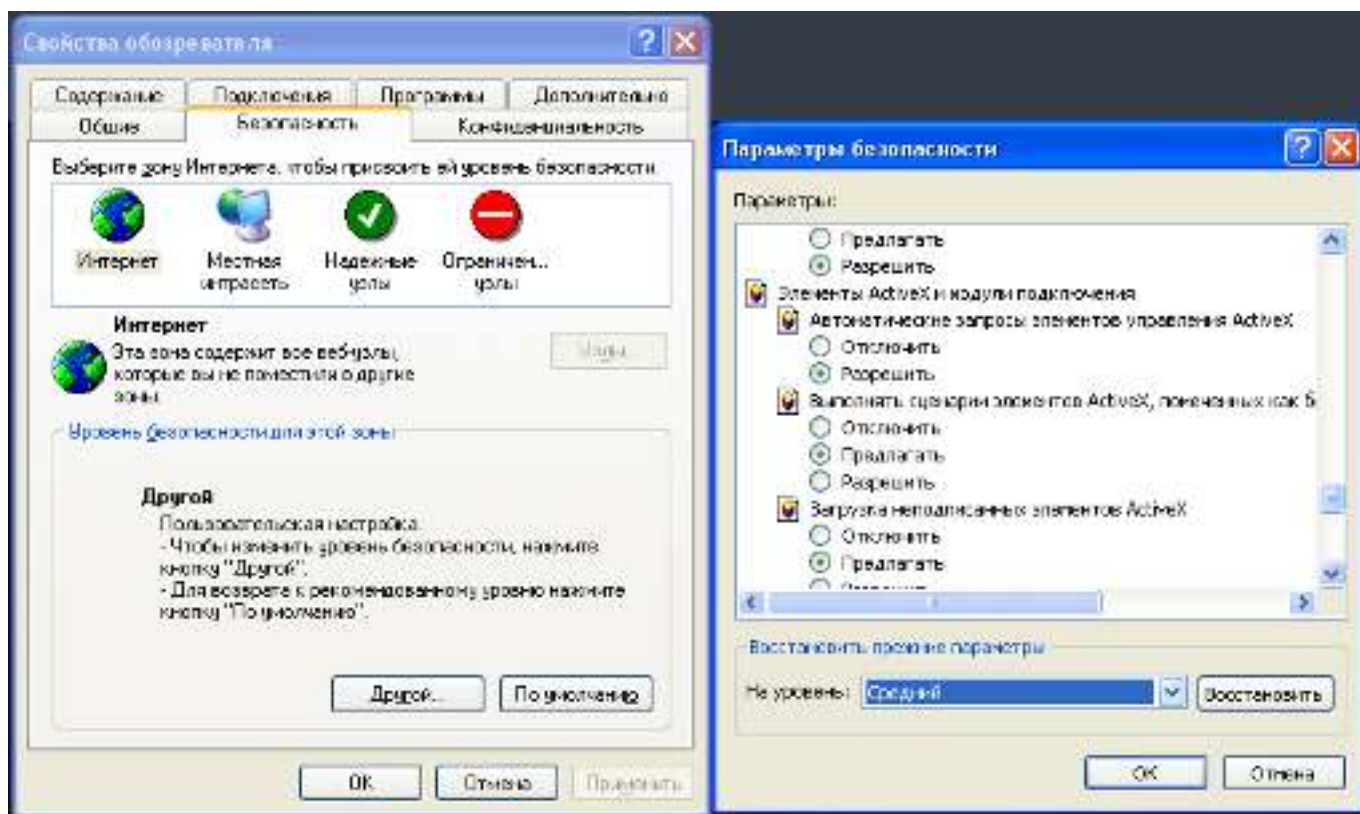 Свойства обозревателя
Содержание Подключения Программы Дополнительно
Общие Безопасность Конфиденциальность
Выберите зону Интернета, чтобы присвоить ей уровень безопасности.
Интернет
Местная интрасеть
Надежные узлы
Ограничен... узлы
Интернет
Эта зона содержит все веб-узлы,
которые вы не поместили в другие
зоны.
Узлы...
Уровень безопасности для этой зоны
Другой
Пользовательская настройка.
- Чтобы изменить уровень безопасности, нажмите
кнопку "Другой".
- Для возврата к рекомендованному уровню нажмите
кнопку "По умолчанию".
Другой... По умолчанию
ОК Отмена Применить
Параметры безопасности
Параметры:
Предлагать
Разрешить
Элементы ActiveX и модули подключения
Автоматические запросы элементов управления ActiveX
Отключить
Разрешить
Выполнять сценарии элементов ActiveX, помеченных как б
Отключить
Предлагать
Разрешить
Загрузка неподписанных элементов ActiveX
Отключить
Предлагать
Разрешить
Восстановить прежние параметры
На уровень: Средний Восстановить
ОК Отмена